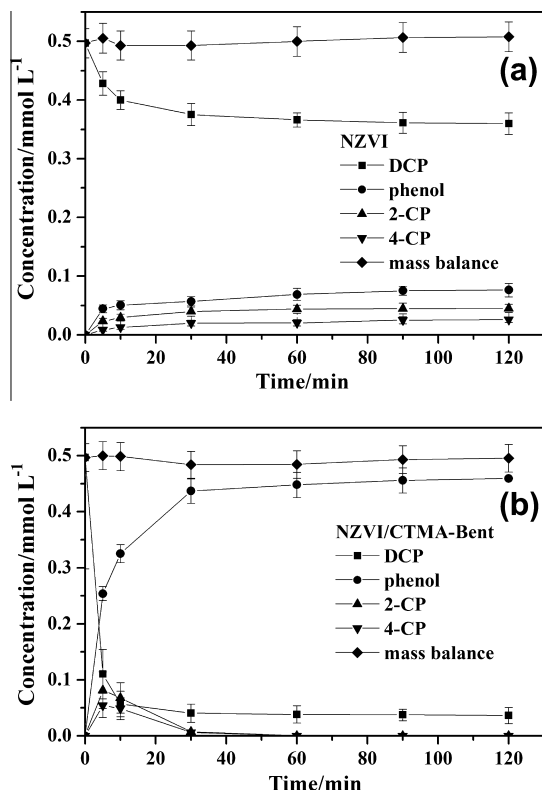 (a)
Concentration/mmol L-1
0.5
0.4
0.3
0.2
0.1
0.0
NZVI
DCP
phenol
2-CP
4-CP
mass balance
0 20 40 60 80 100 120
Time/min
(b)
Concentration/mmol L-1
0.5
0.4
0.3
0.2
0.1
0
NZVI/CTMA-Bent
DCP
phenol
2-CP
4-CP
mass balance
0 20 40 60 80 100 120
Time/min